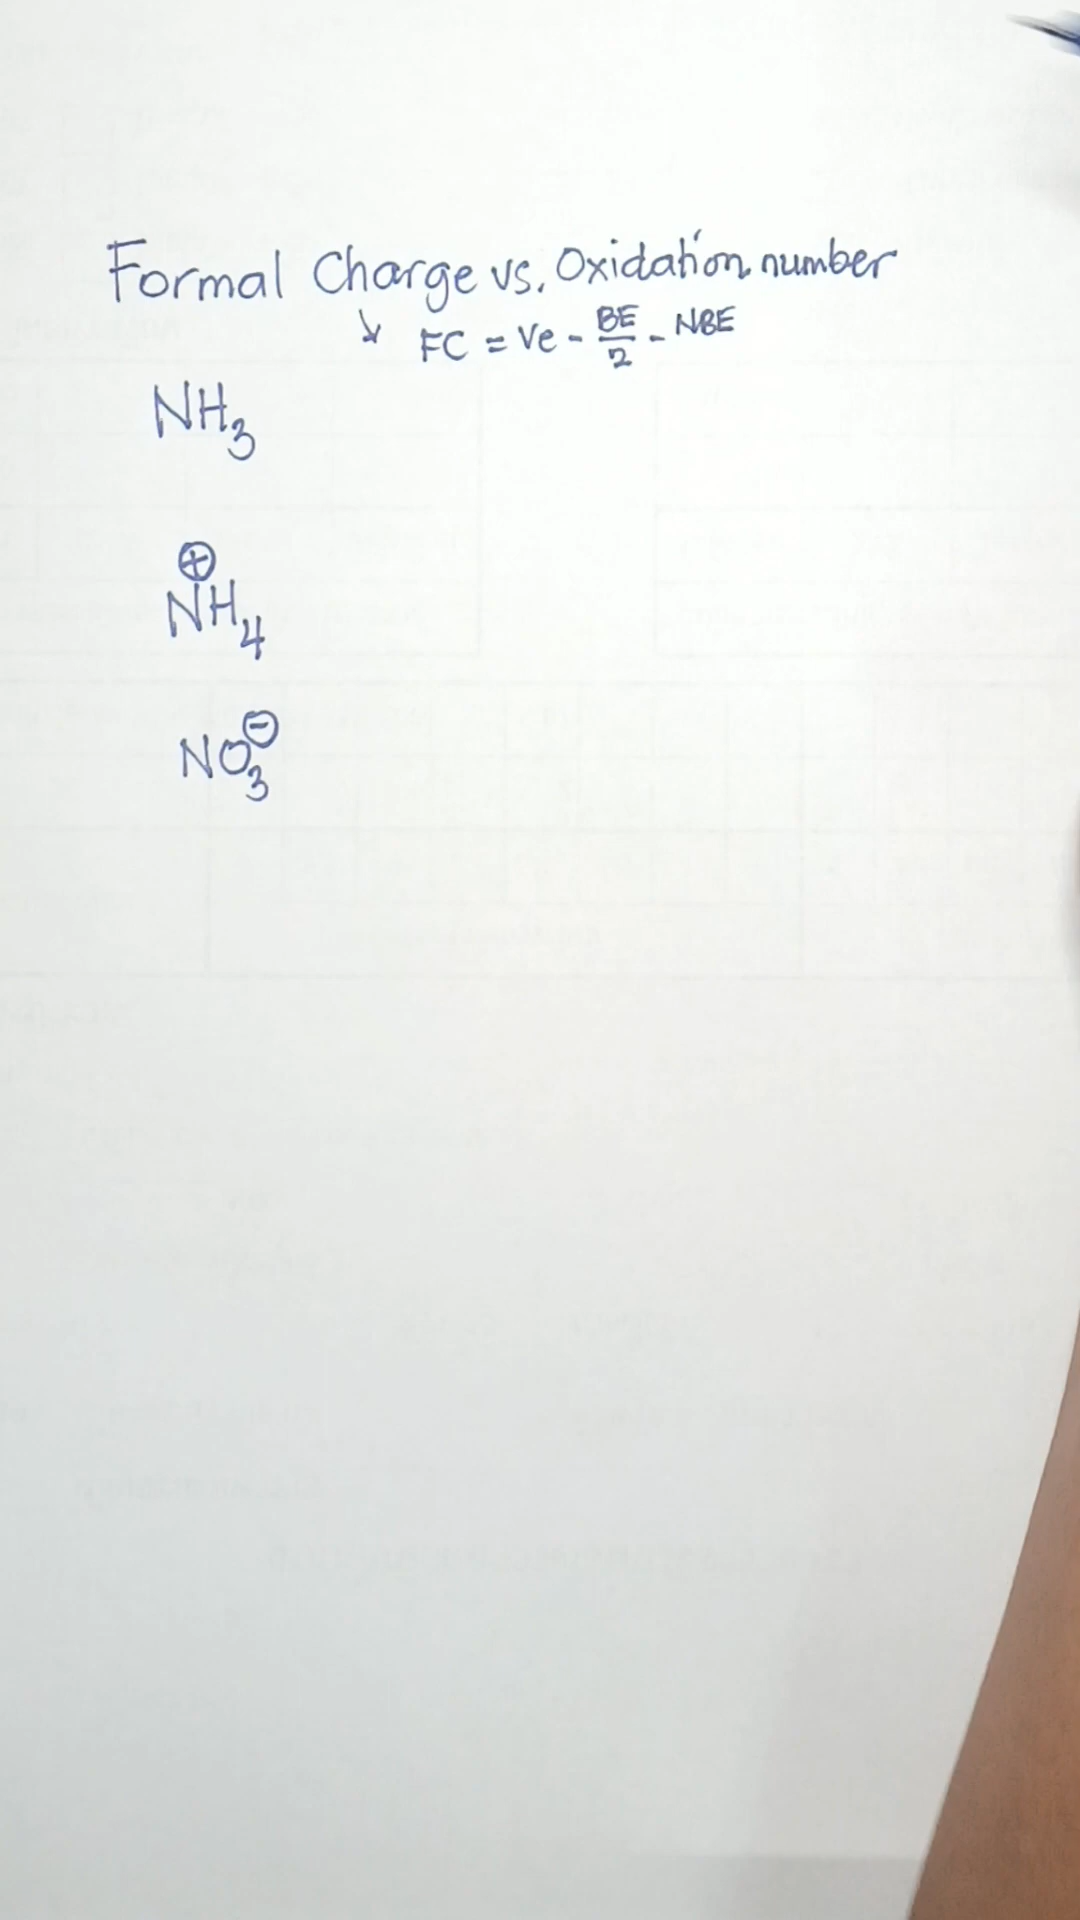 Formal Charge vs. Oxidation number
↓ FC = Ve - BE/2 - NBE
NH₃
⊕
NH₄
NO₃⊖